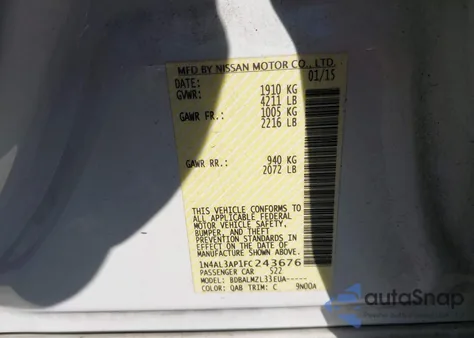 MFD BY NISSAN MOTOR CO., LTD.
DATE: 01/15
GVWR: 1910 KG
4211 LB
GAWR FR.: 1005 KG
2216 LB
GAWR RR.: 940 KG
2072 LB
THIS VEHICLE CONFORMS TO
ALL APPLICABLE FEDERAL
MOTOR VEHICLE SAFETY,
BUMPER, AND THEFT
PREVENTION STANDARDS IN
EFFECT ON THE DATE OF
MANUFACTURE SHOWN ABOVE.
1N4AL3AP1FC243676
PASSENGER CAR 522
MODEL: BDBALMZL33EUA-----
COLOR: QAB TRIM: C 9N00A
autoSnap